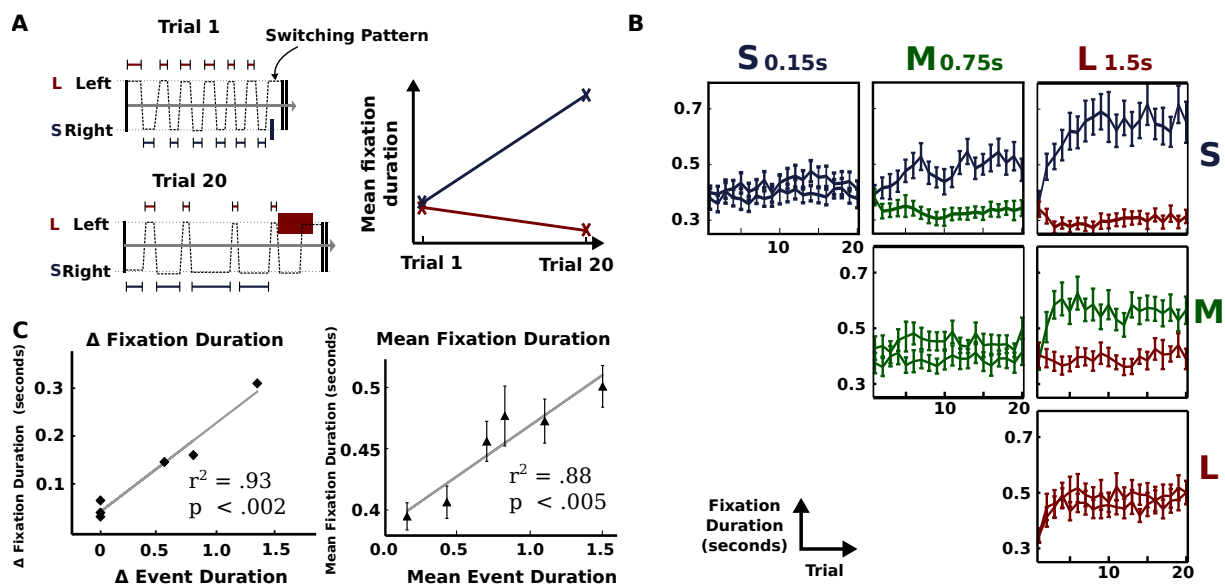 A
Trial 1
Switching Pattern
L Left
S Right
Trial 20
L Left
S Right
Mean fixation
duration
Trial 1
Trial 20
B
S 0.15s
M 0.75s
L 1.5s
0.7
0.5
0.3
10
20
S
0.7
0.5
0.3
10
20
M
0.7
0.5
0.3
10
20
L
Fixation
Duration
(seconds)
Trial
C
Δ Fixation Duration
Δ Fixation Duration (seconds)
0.3
0.2
0.1
r² = .93
p < .002
0
0.5
1.0
1.5
Δ Event Duration
Mean Fixation Duration
Mean Fixation Duration (seconds)
0.5
0.45
0.4
r² = .88
p < .005
0.0
0.5
1.0
1.5
Mean Event Duration